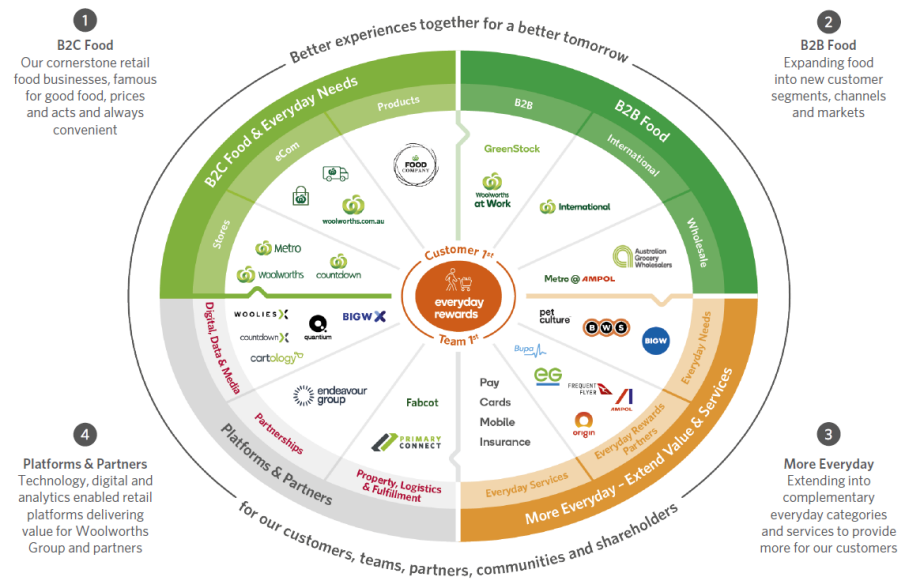 1
B2C Food
Our cornerstone retail
food businesses, famous
for good food, prices
and acts and always
convenient
2
B2B Food
Expanding food
into new customer
segments, channels
and markets
Better experiences together for a better tomorrow
B2C Food & Everyday Needs
Products
eCom
Stores
FOOD
COMPANY
woolworths.com.au
Metro
Woolworths
countdown
B2B Food
B2B
International
Wholesale
GreenStock
Woolworths
at Work
International
Australian
Grocery
Wholesalers
Metro@AMPOL
Customer 1st
everyday
rewards
Team 1st
Digital, Data & Media
WOOLIESX
countdownX
quantium
BIGWX
cartology
endeavour
group
Fabcot
PRIMARY
CONNECT
Partnerships
Property, Logistics
& Fulfillment
Platforms & Partners
pet
culture
BWS
BIGW
Bupa
eg
FREQUENT
FLYER
AMPOL
origin
Pay
Cards
Mobile
Insurance
Everyday Needs
Everyday Rewards
Partners
Everyday Services
More Everyday – Extend Value & Services
4
Platforms & Partners
Technology, digital and
analytics enabled retail
platforms delivering
value for Woolworths
Group and partners
3
More Everyday
Extending into
complementary
everyday categories
and services to provide
more for our customers
for our customers, teams, partners, communities and shareholders